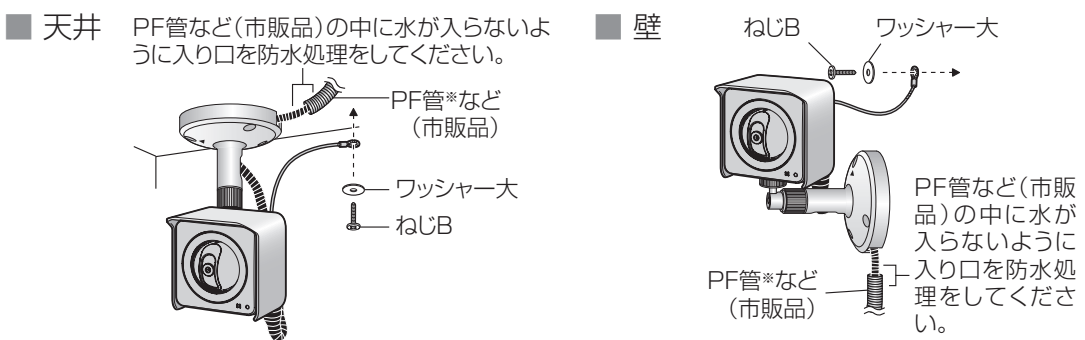 ■ 天井
PF管など(市販品)の中に水が入らないよ
うに入り口を防水処理をしてください。
PF管※など
(市販品)
ワッシャー大
ねじB
■ 壁
ねじB
ワッシャー大
PF管など(市販
品)の中に水が
入らないように
入り口を防水処
理をしてくださ
い。
PF管※など
(市販品)